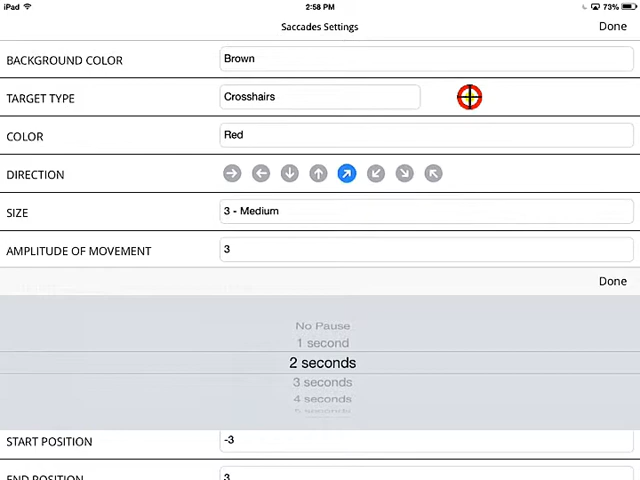 iPad 2:58 PM 73%
Saccades Settings Done
BACKGROUND COLOR Brown
TARGET TYPE Crosshairs
COLOR Red
DIRECTION
SIZE 3 - Medium
AMPLITUDE OF MOVEMENT 3
Done
No Pause
1 second
2 seconds
3 seconds
4 seconds
5 seconds
START POSITION -3
END POSITION 3